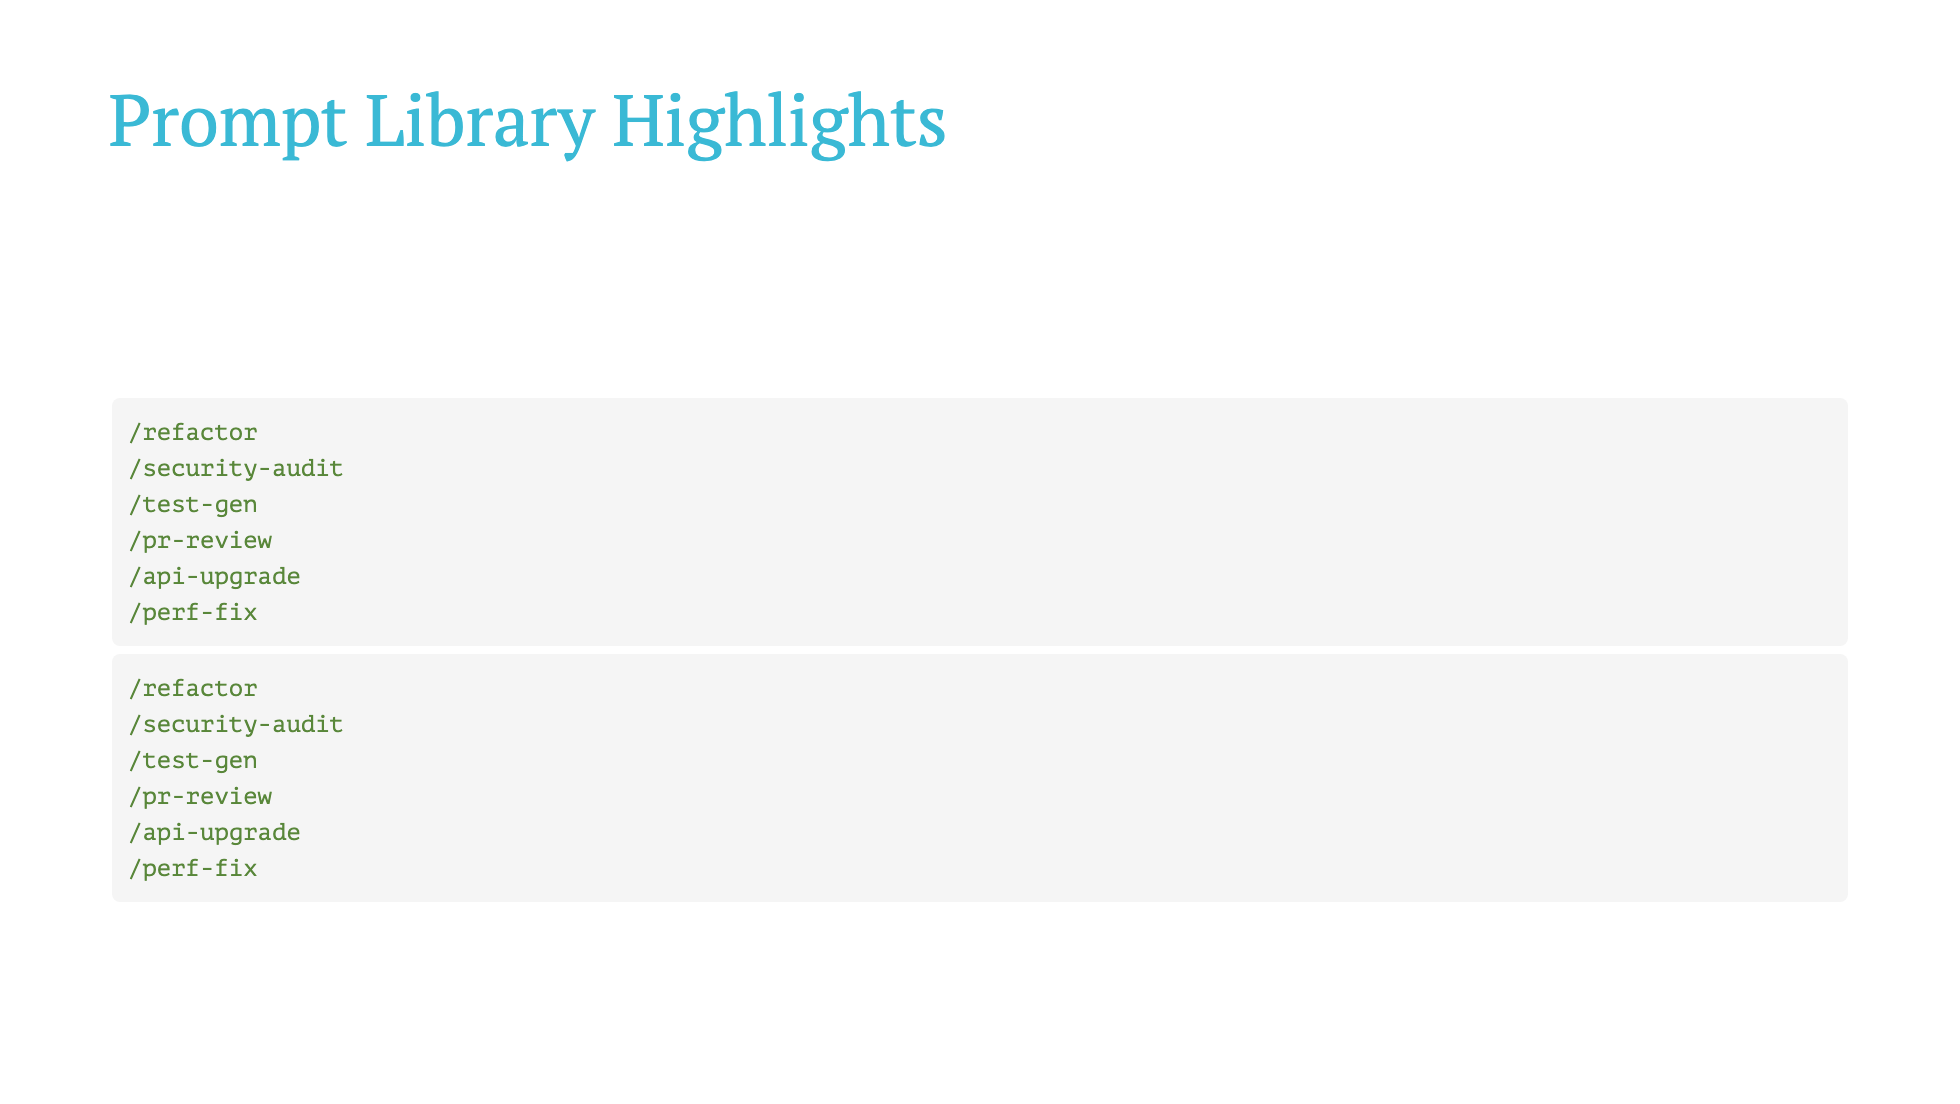 Prompt Library Highlights
/refactor
/security-audit
/test-gen
/pr-review
/api-upgrade
/perf-fix
/refactor
/security-audit
/test-gen
/pr-review
/api-upgrade
/perf-fix